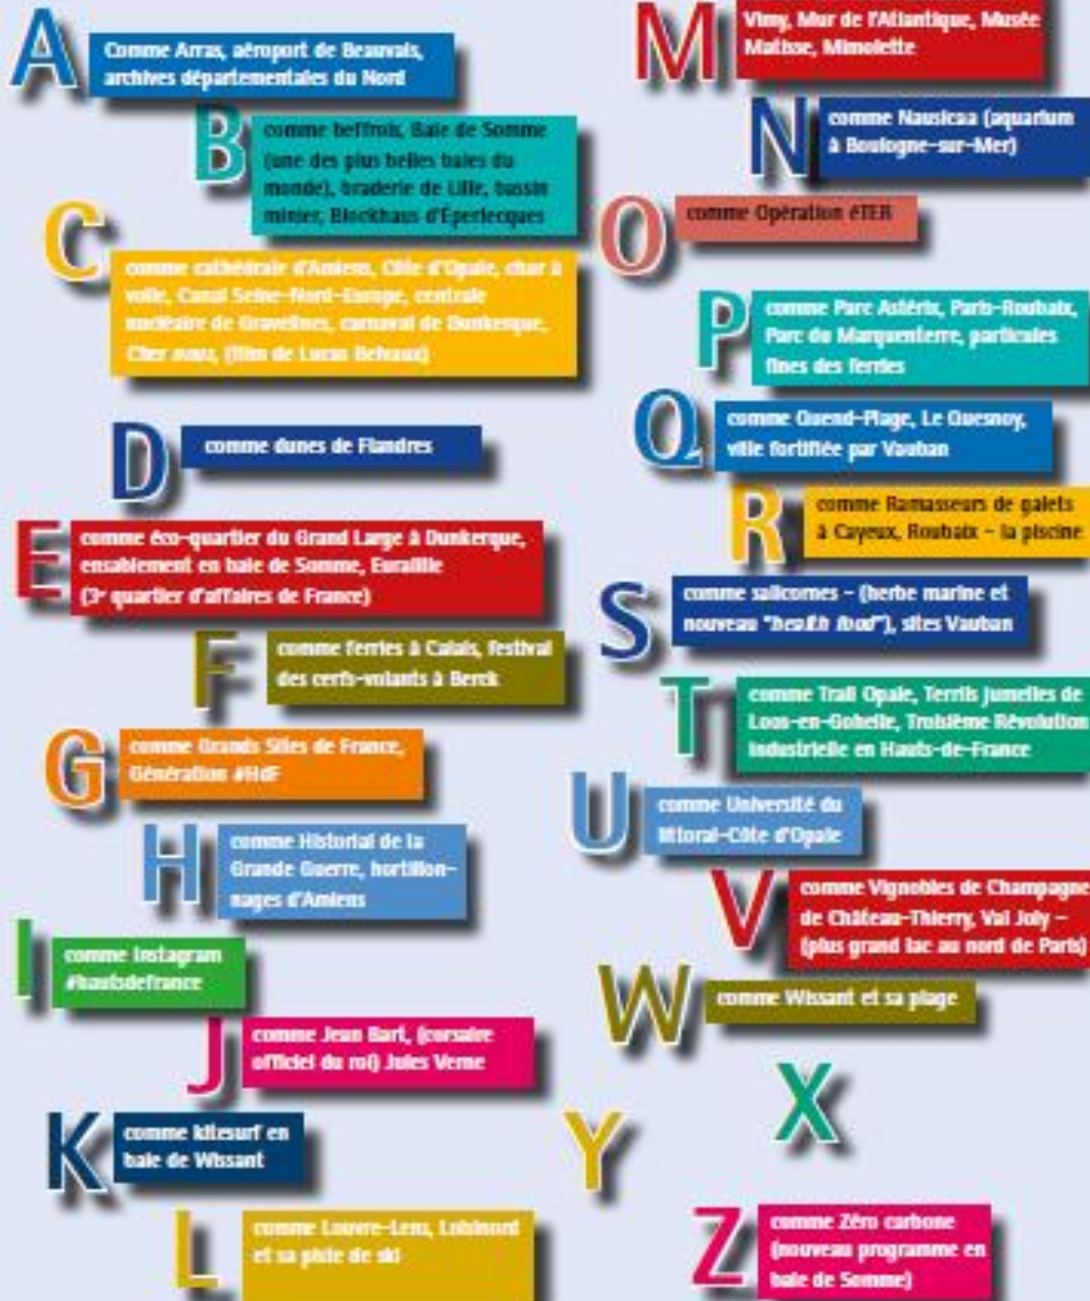 A
Comme Arras, aéroport de Beauvais,
archives départementales du Nord
B
comme beffrois, Baie de Somme
(une des plus belles baies du
monde), braderie de Lille, bassin
minier, Blockhaus d'Éperlecques
C
comme cathédrale d'Amiens, Côte d'Opale, char à
voile, Canal Seine-Nord-Europe, centrale
nucléaire de Gravelines, carnaval de Dunkerque,
Chez nous, (film de Lucas Belvaux)
D
comme dunes de Flandres
E
comme éco-quartier du Grand Large à Dunkerque,
ensablement en baie de Somme, Euralille
(3e quartier d'affaires de France)
F
comme ferries à Calais, festival
des cerfs-volants à Berck
G
comme Grands Sites de France,
Génération #HdF
H
comme Historial de la
Grande Guerre, hortillon-
nages d'Amiens
I
comme Instagram
#hautsdefrance
J
comme Jean Bart, (corsaire
officiel du roi) Jules Verne
K
comme kitesurf en
baie de Wissant
L
comme Louvre-Lens, Loisinord
et sa piste de ski
M
Vimy, Mur de l'Atlantique, Musée
Matisse, Mimolette
N
comme Nausicaa (aquarium
à Boulogne-sur-Mer)
O
comme Opération éTER
P
comme Parc Astérix, Paris-Roubaix,
Parc du Marquenterre, particules
fines des ferries
Q
comme Quend-Plage, Le Quesnoy,
ville fortifiée par Vauban
R
comme Ramasseurs de galets
à Cayeux, Roubaix – la piscine
S
comme salicornes – (herbe marine et
nouveau "health food"), sites Vauban
T
comme Trail Opale, Terrils jumelles de
Loos-en-Gohelle, Troisième Révolution
industrielle en Hauts-de-France
U
comme Université du
littoral-Côte d'Opale
V
comme Vignobles de Champagne
de Château-Thierry, Val Joly –
(plus grand lac au nord de Paris)
W
comme Wissant et sa plage
X
Y
Z
comme Zéro carbone
(nouveau programme en
baie de Somme)